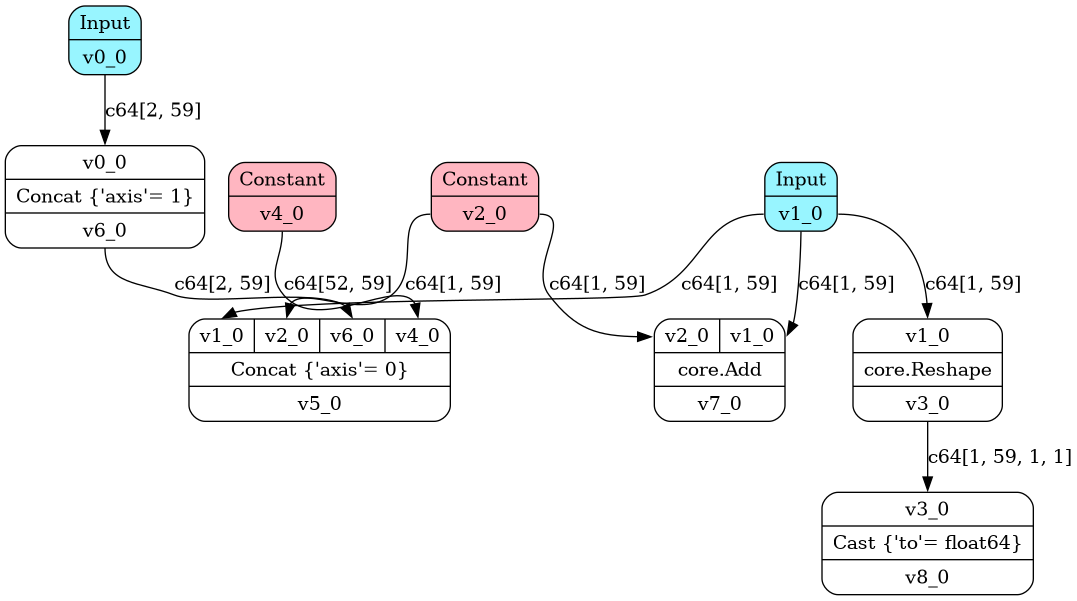 Input
v0_0
c64[2, 59]
v0_0
Concat {'axis'= 1}
v6_0
Constant
v4_0
Constant
v2_0
Input
v1_0
c64[2, 59]
c64[52, 59]
c64[1, 59]
c64[1, 59]
c64[1, 59]
c64[1, 59]
c64[1, 59]
v1_0 v2_0 v6_0 v4_0
Concat {'axis'= 0}
v5_0
v2_0 v1_0
core.Add
v7_0
v1_0
core.Reshape
v3_0
c64[1, 59, 1, 1]
v3_0
Cast {'to'= float64}
v8_0